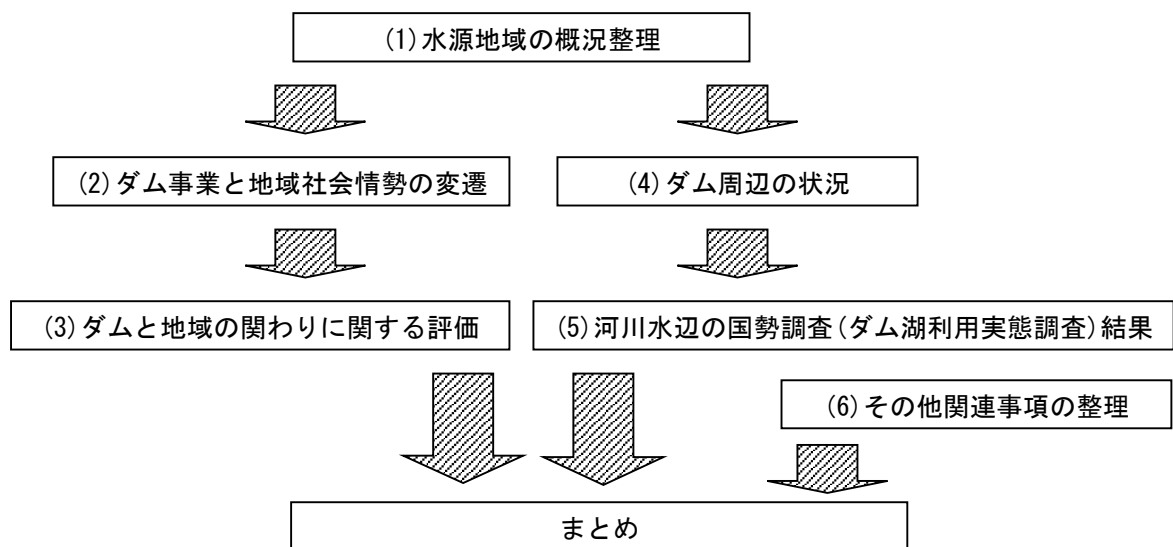 (1)水源地域の概況整理
(2)ダム事業と地域社会情勢の変遷
(4)ダム周辺の状況
(3)ダムと地域の関わりに関する評価
(5)河川水辺の国勢調査(ダム湖利用実態調査)結果
(6)その他関連事項の整理
まとめ